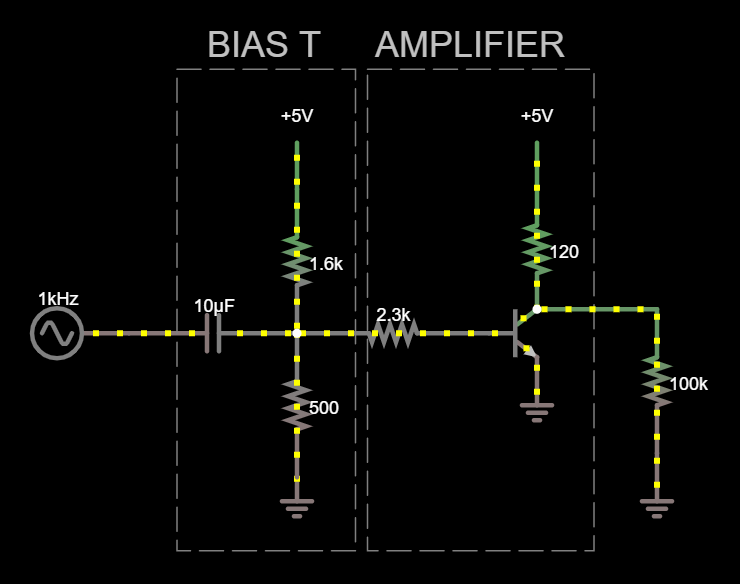 BIAS T
AMPLIFIER
+5V
+5V
1.6k
120
1kHz
10µF
2.3k
500
100k